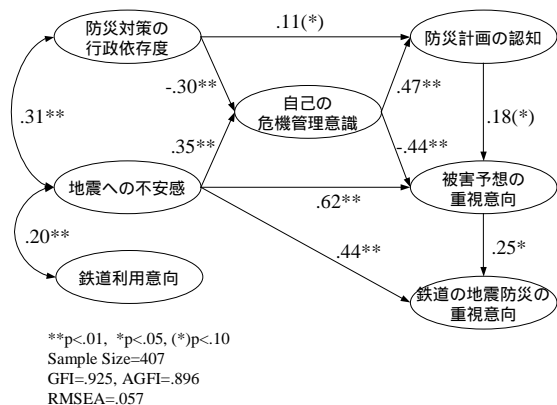 防災対策の
行政依存度
.11(*)
防災計画の認知
-.30**
.47**
自己の
危機管理意識
.31**
.35**
-.44**
.18(*)
地震への不安感
.62**
被害予想の
重視意向
.20**
.44**
.25*
鉄道利用意向
鉄道の地震防災の
重視意向
**p<.01, *p<.05, (*)p<.10
Sample Size=407
GFI=.925, AGFI=.896
RMSEA=.057